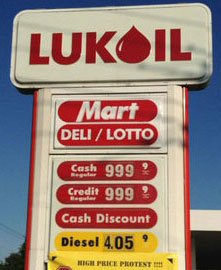 LUKOIL
Mart
DELI / LOTTO
Cash Regular 999 9
Credit Regular 999 9
Cash Discount
Diesel 4.05 9
HIGH PRICE PROTEST !!!!